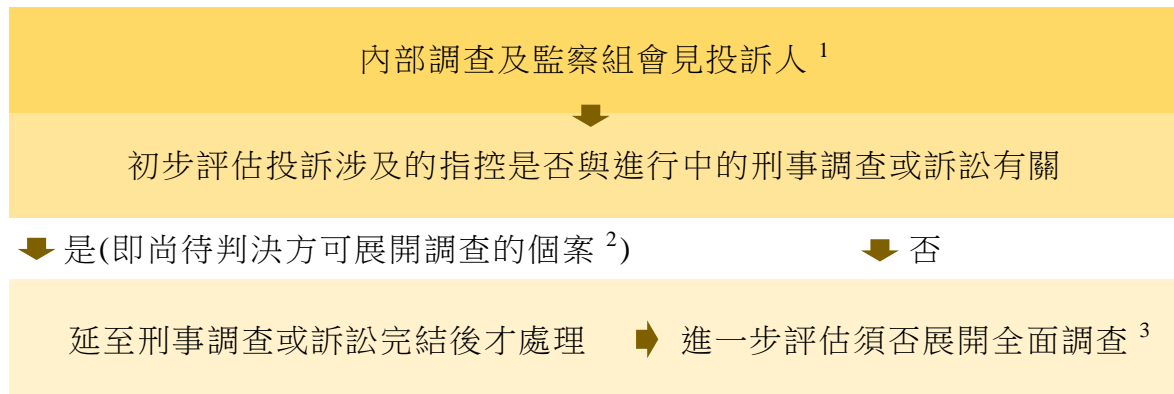 內部調查及監察組會見投訴人 1
初步評估投訴涉及的指控是否與進行中的刑事調查或訴訟有關
是(即尚待判決方可展開調查的個案 2)
否
延至刑事調查或訴訟完結後才處理
進一步評估須否展開全面調查 3